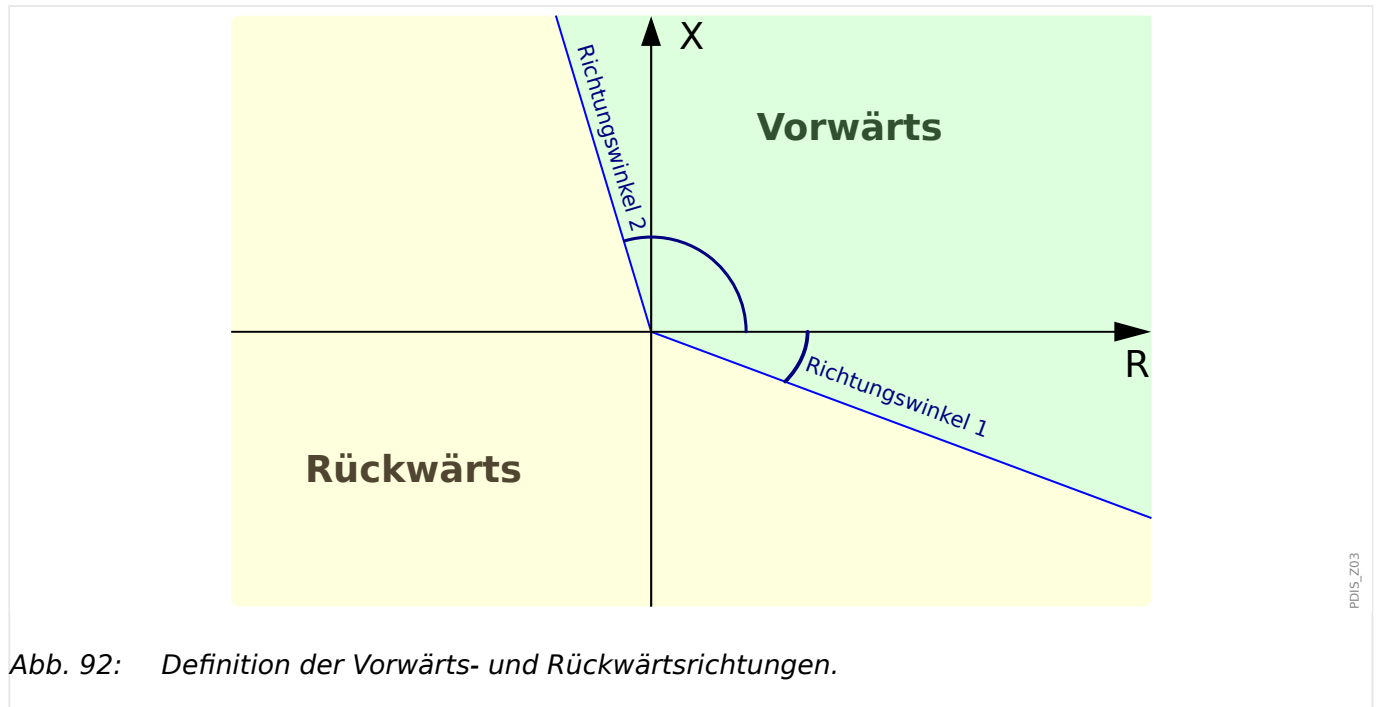 X
Richtungswinkel 2
Vorwärts
R
Richtungswinkel 1
Rückwärts
PDIS_Z03
Abb. 92: Definition der Vorwärts- und Rückwärtsrichtungen.